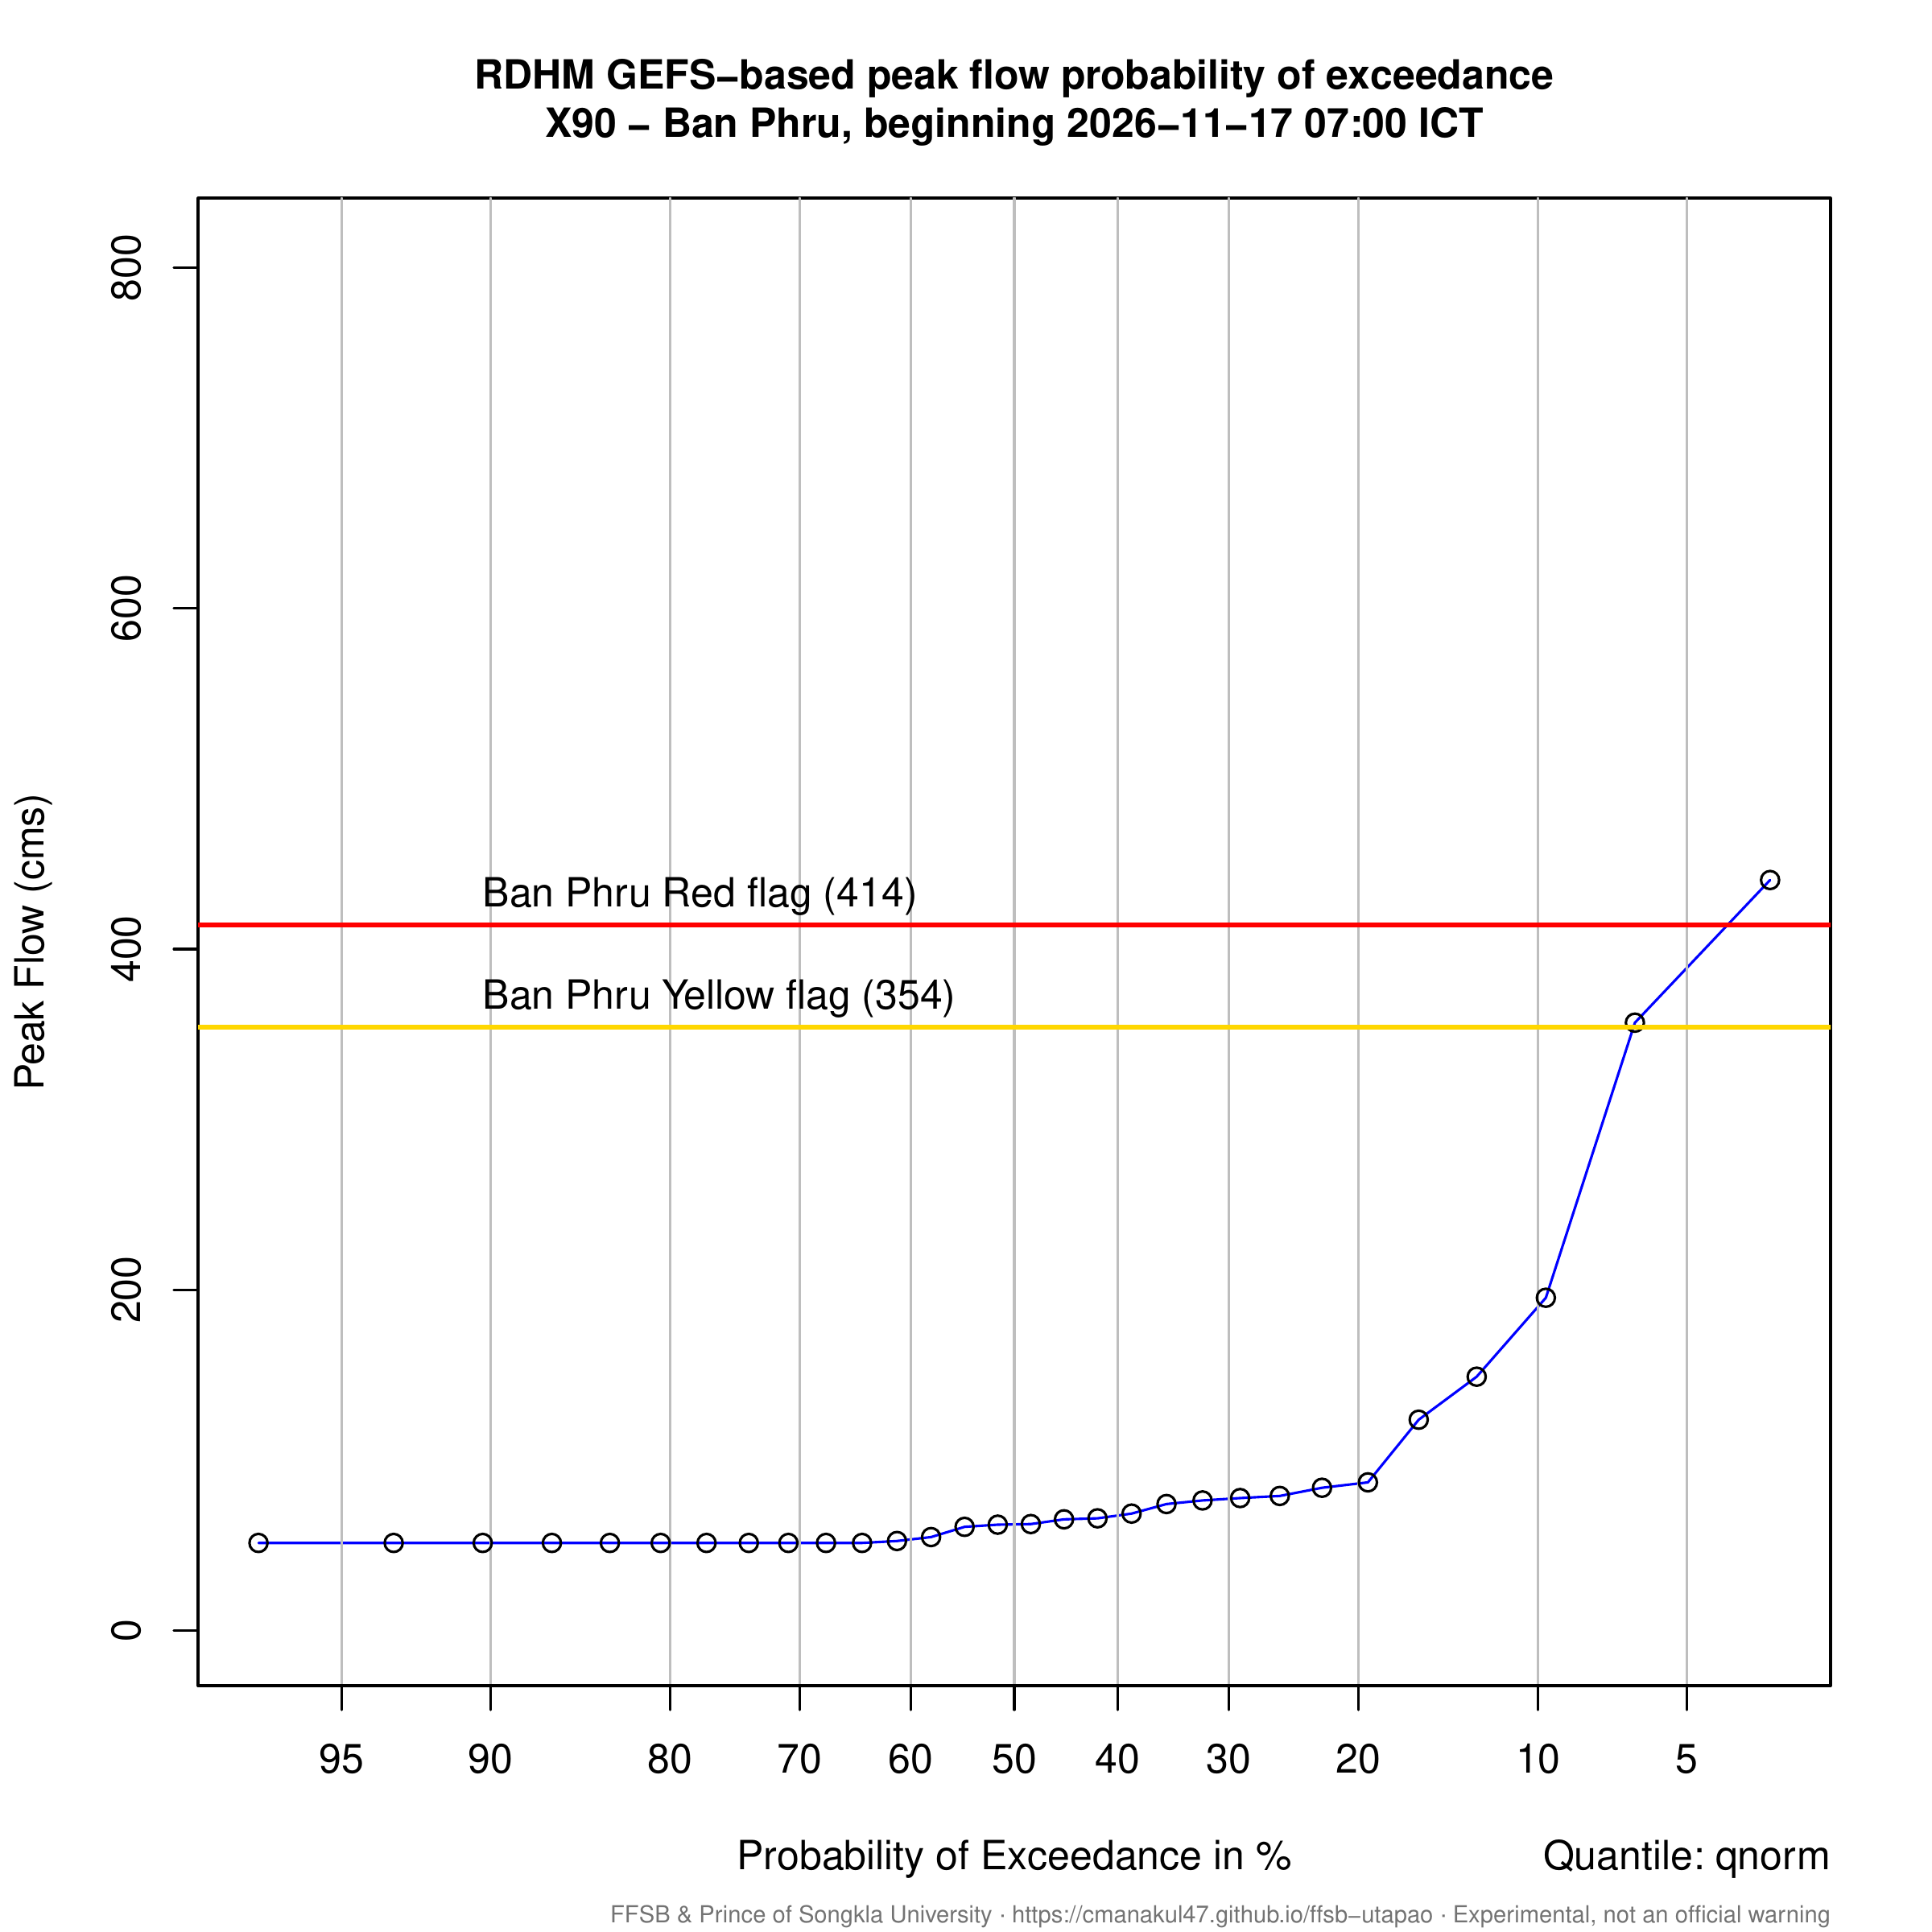 RDHM GEFS−based peak flow probability of exceedance
X90 − Ban Phru, beginning 2026−11−17 07:00 ICT
Peak Flow (cms)
800
600
400
200
0
Ban Phru Red flag (414)
Ban Phru Yellow flag (354)
95 90 80 70 60 50 40 30 20 10 5
Probability of Exceedance in %
Quantile: qnorm
FFSB & Prince of Songkla University · https://cmanakul47.github.io/ffsb−utapao · Experimental, not an official warning